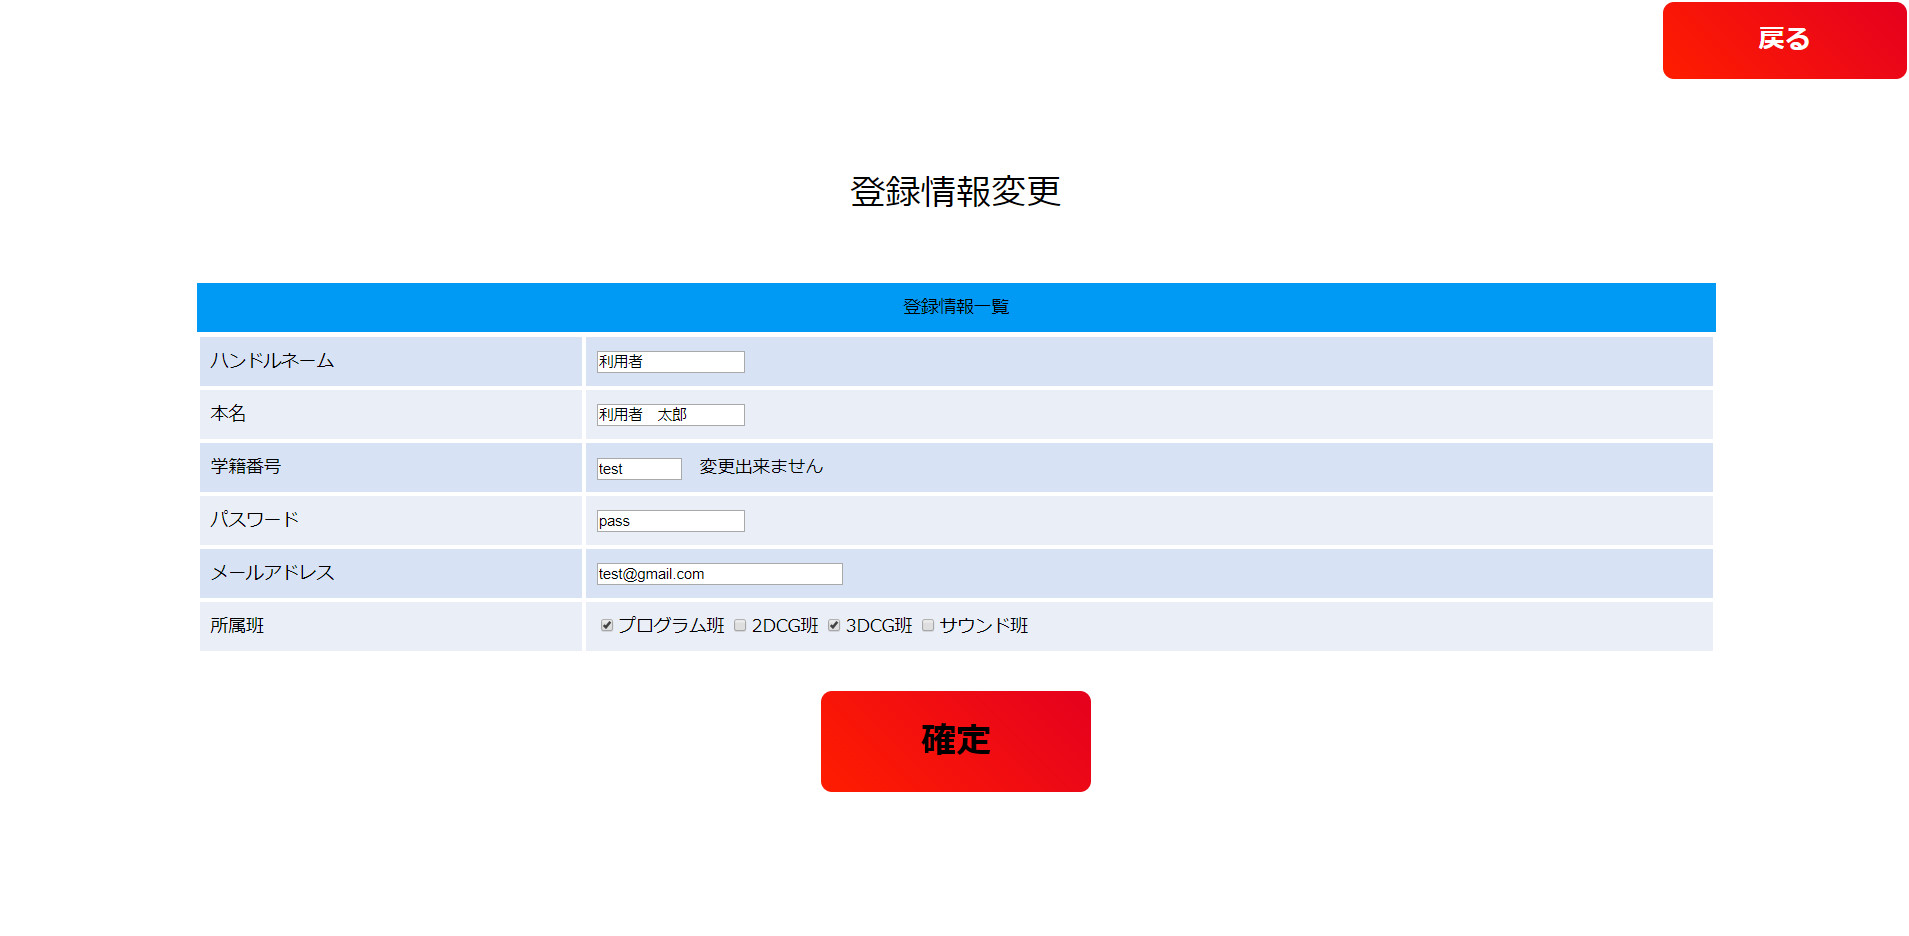 戻る
登録情報変更
登録情報一覧
ハンドルネーム 利用者
本名 利用者　太郎
学籍番号 test 変更出来ません
パスワード pass
メールアドレス test@gmail.com
所属班 プログラム班 2DCG班 3DCG班 サウンド班
確定